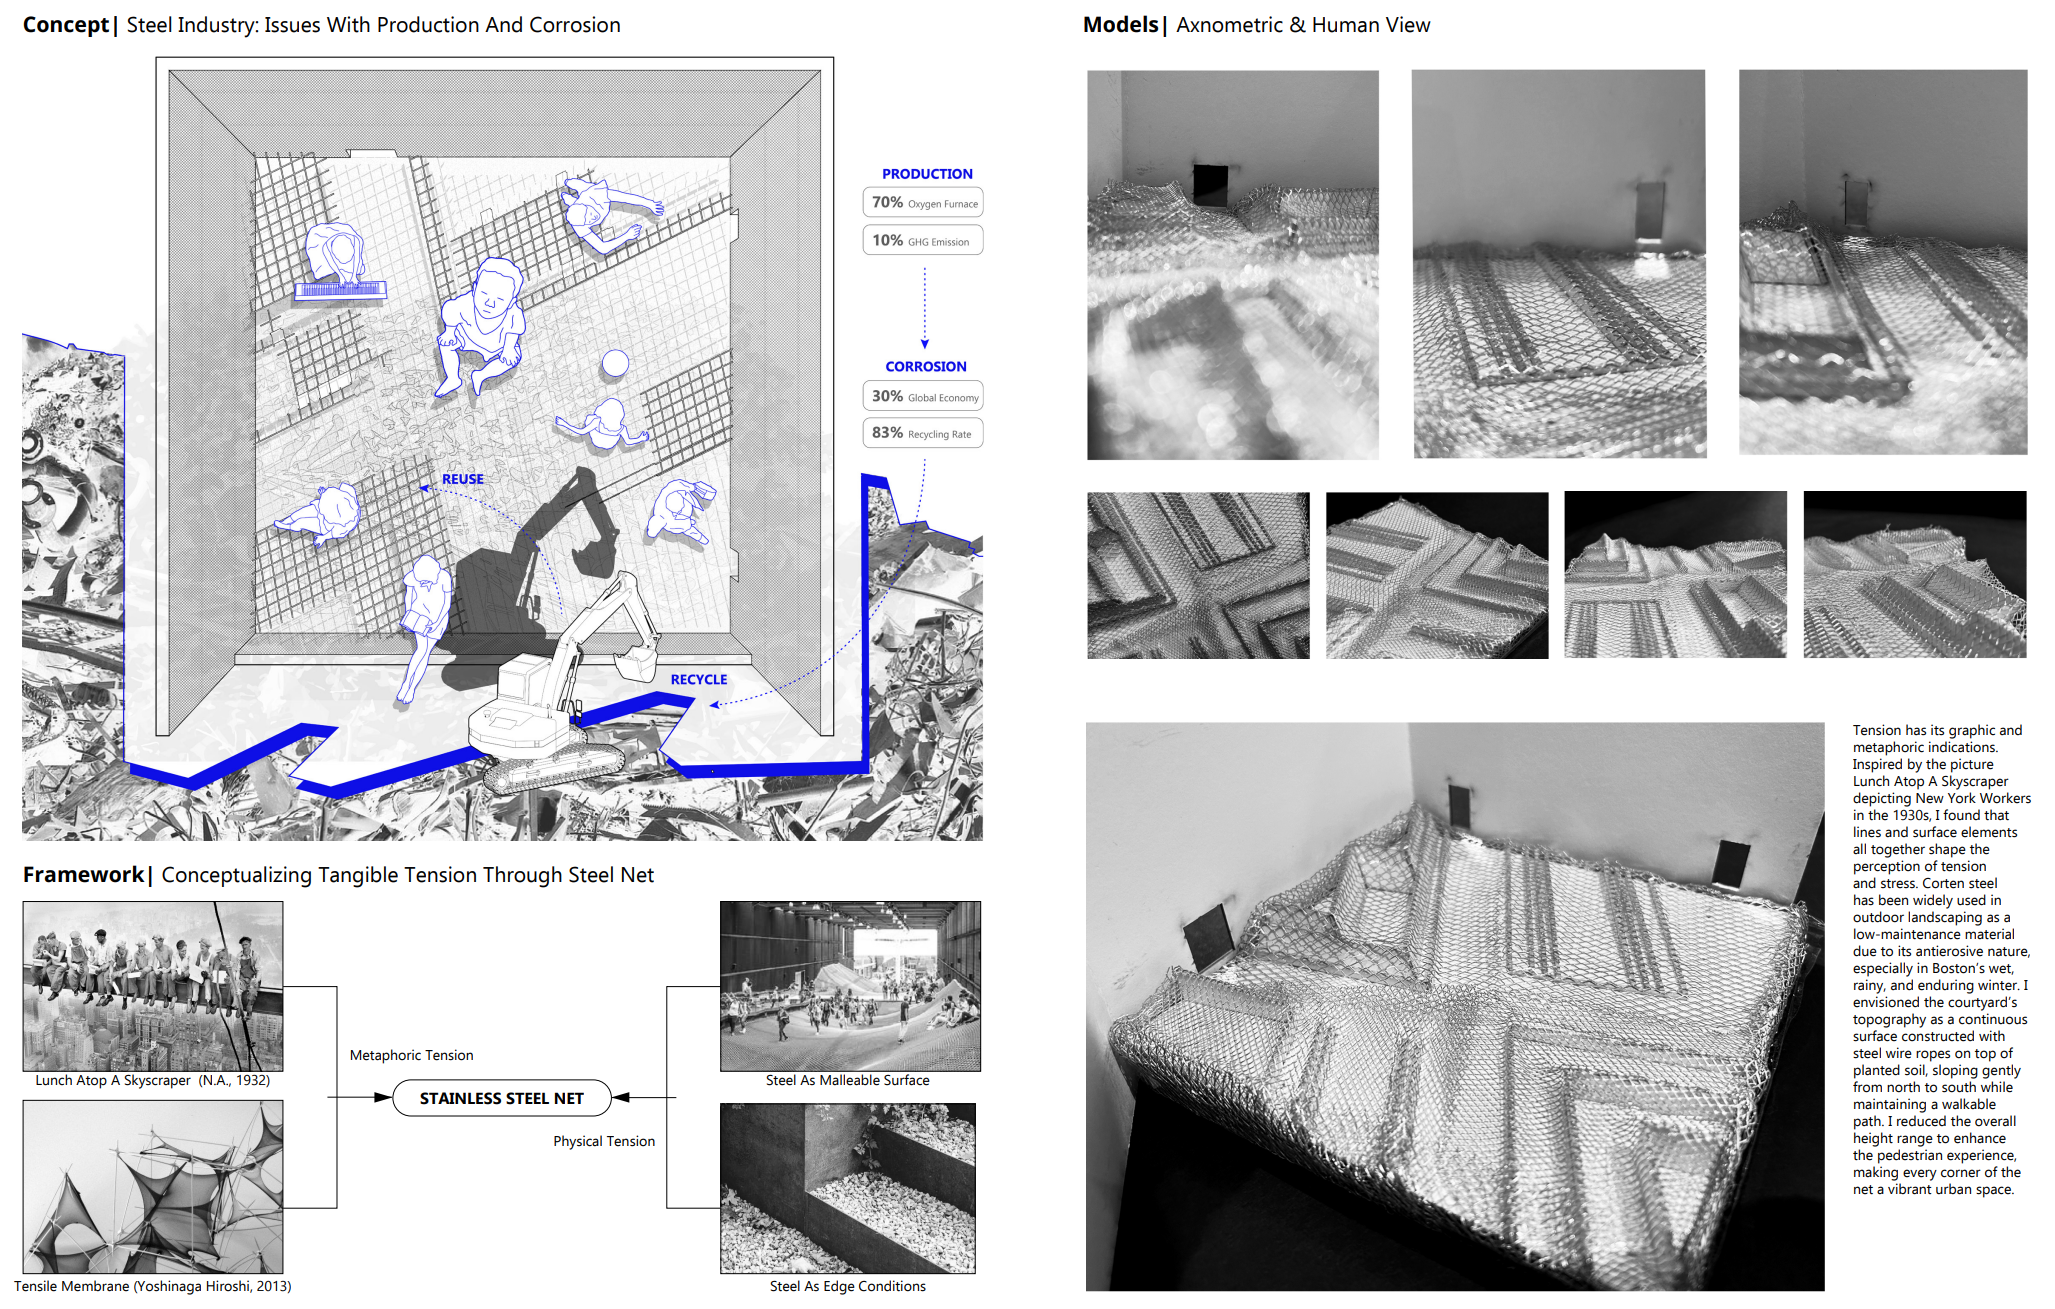 Concept| Steel Industry: Issues With Production And Corrosion
PRODUCTION
70% Oxygen Furnace
10% GHG Emission
CORROSION
30% Global Economy
83% Recycling Rate
REUSE
RECYCLE
Framework| Conceptualizing Tangible Tension Through Steel Net
Lunch Atop A Skyscraper (N.A., 1932)
Tensile Membrane (Yoshinaga Hiroshi, 2013)
Metaphoric Tension
STAINLESS STEEL NET
Physical Tension
Steel As Malleable Surface
Steel As Edge Conditions
Models| Axnometric & Human View
Tension has its graphic and
metaphoric indications.
Inspired by the picture
Lunch Atop A Skyscraper
depicting New York Workers
in the 1930s, I found that
lines and surface elements
all together shape the
perception of tension
and stress. Corten steel
has been widely used in
outdoor landscaping as a
low-maintenance material
due to its antierosive nature,
especially in Boston's wet,
rainy, and enduring winter. I
envisioned the courtyard's
topography as a continuous
surface constructed with
steel wire ropes on top of
planted soil, sloping gently
from north to south while
maintaining a walkable
path. I reduced the overall
height range to enhance
the pedestrian experience,
making every corner of the
net a vibrant urban space.